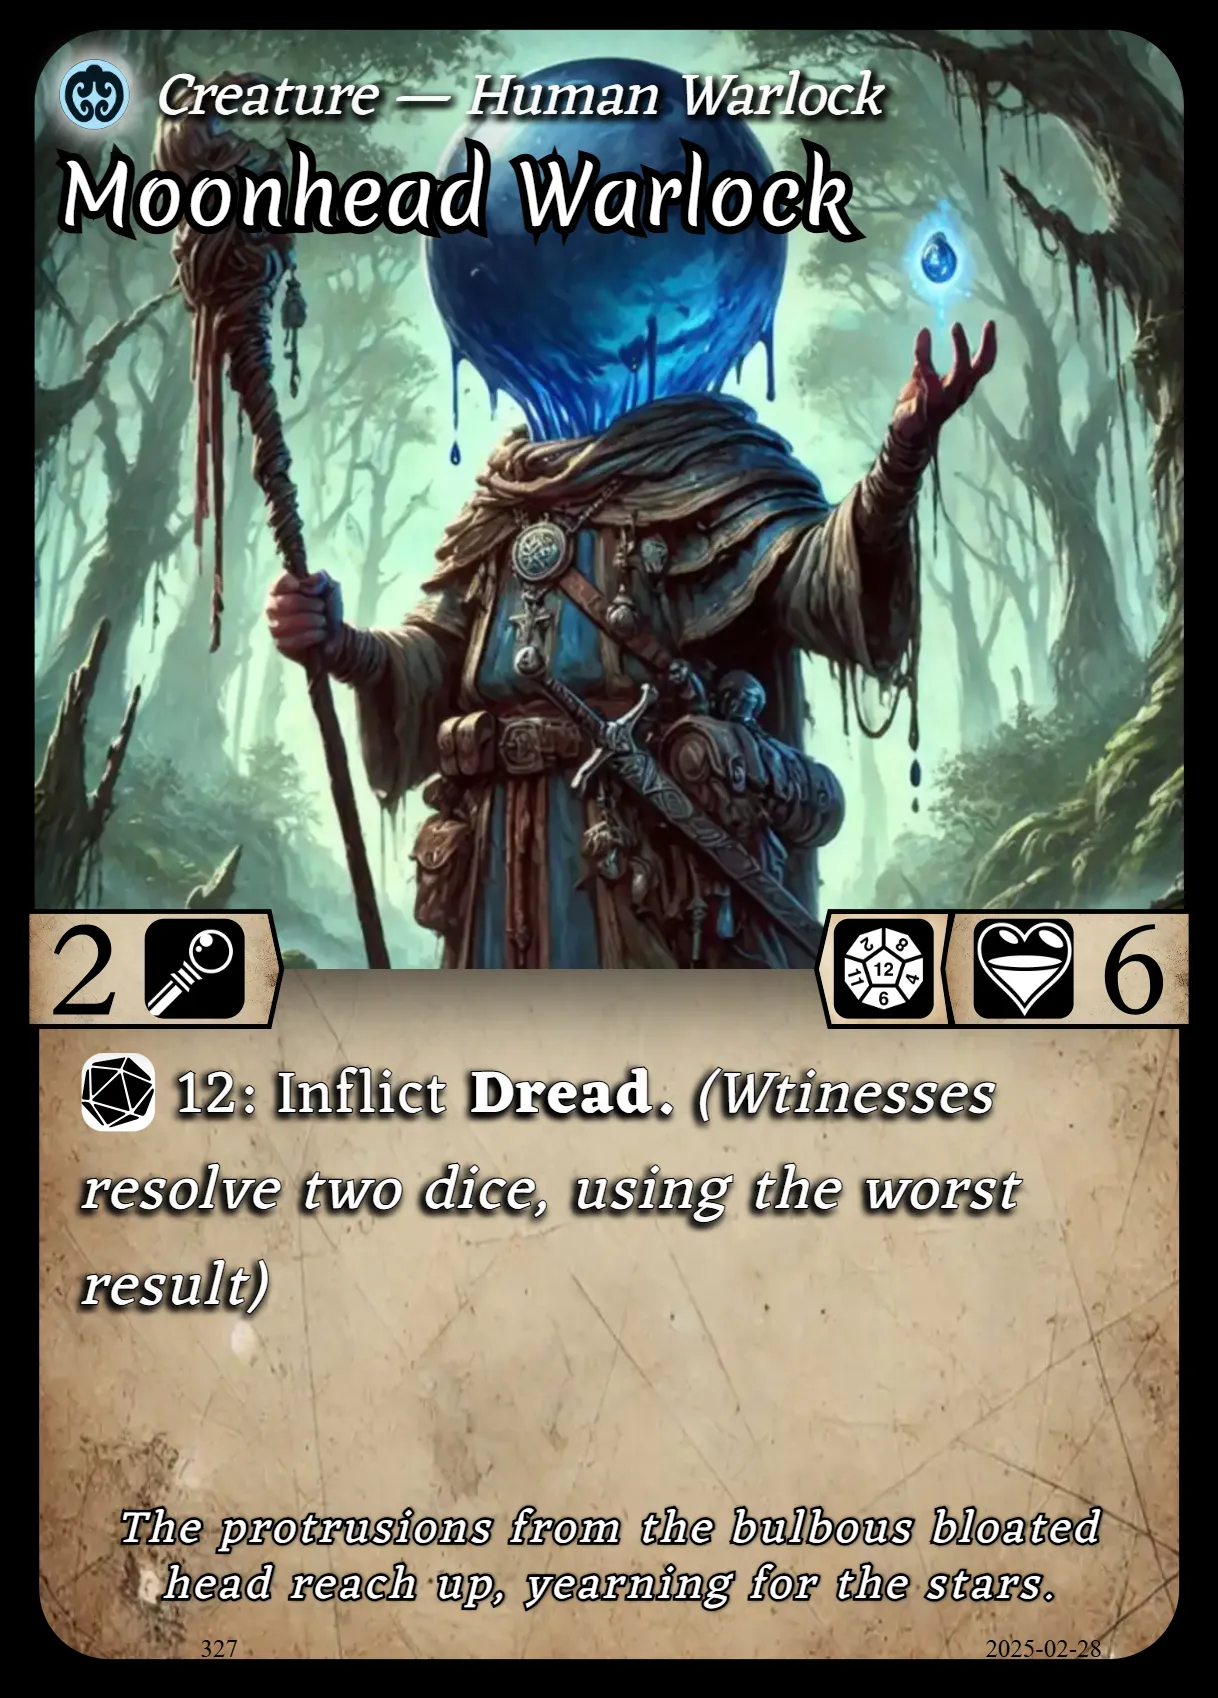 Creature — Human Warlock
Moonhead Warlock
2
2 8 12 11 4 6
6
12: Inflict Dread. (Wtinesses
resolve two dice, using the worst
result)
The protrusions from the bulbous bloated
head reach up, yearning for the stars.
327
2025-02-28